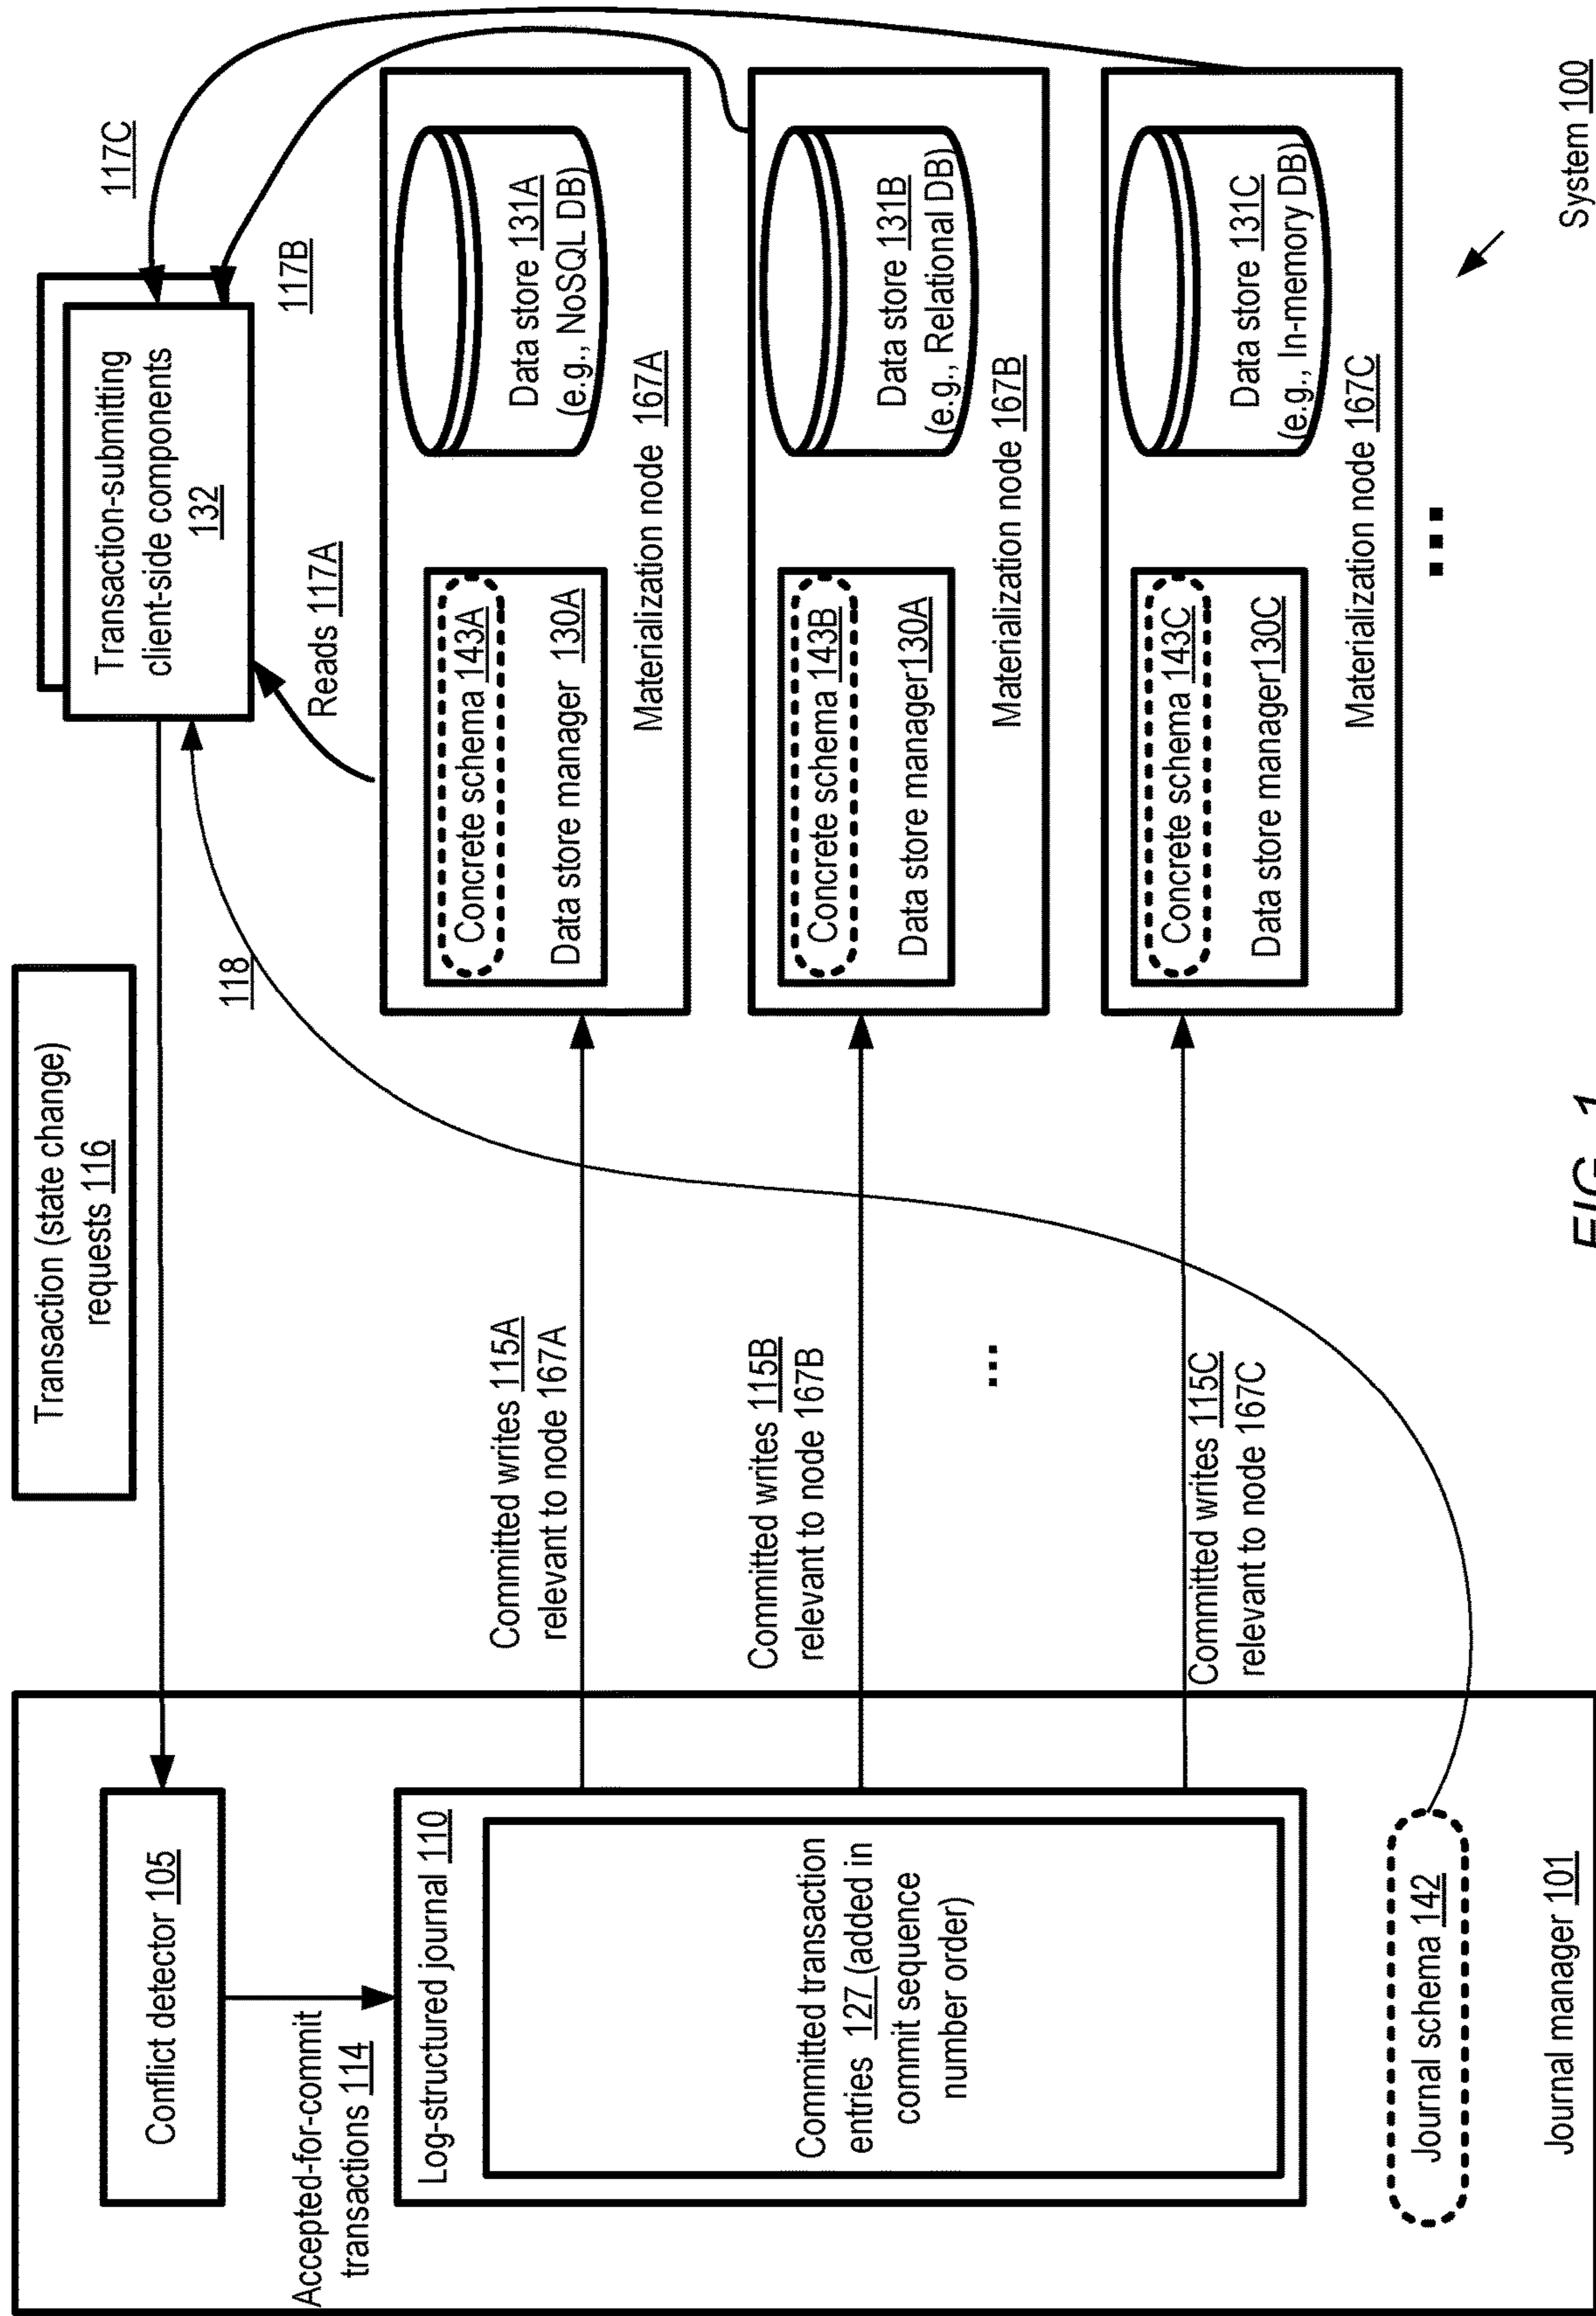 Transaction (state change)
requests 116
Transaction-submitting
client-side components
132
117C
117B
118
Reads 117A
Conflict detector 105
Accepted-for-commit
transactions 114
Log-structured journal 110
Committed transaction
entries 127 (added in
commit sequence
number order)
Journal schema 142
Journal manager 101
Committed writes 115A
relevant to node 167A
Committed writes 115B
relevant to node 167B
...
Committed writes 115C
relevant to node 167C
Concrete schema 143A
Data store manager 130A
Data store 131A
(e.g., NoSQL DB)
Materialization node 167A
Concrete schema 143B
Data store manager130A
Data store 131B
(e.g., Relational DB)
Materialization node 167B
Concrete schema 143C
Data store manager130C
Data store 131C
(e.g., In-memory DB)
Materialization node 167C
...
System 100
FIG. 1